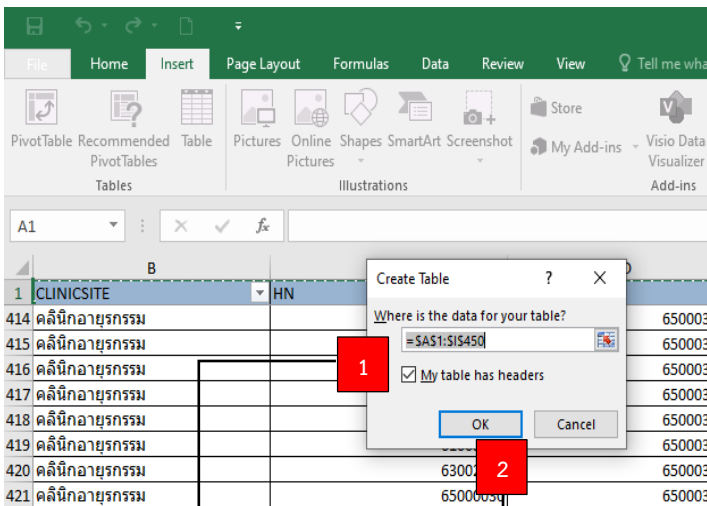 File Home Insert Page Layout Formulas Data Review View Tell me wha
PivotTable Recommended PivotTables Table Pictures Online Pictures Shapes SmartArt Screenshot Store My Add-ins Visio Data Visualizer
Tables Illustrations Add-ins
A1 fx
B D
1 CLINICSITE HN
414 คลินิกอายุรกรรม 650003
415 คลินิกอายุรกรรม 650003
416 คลินิกอายุรกรรม 650003
417 คลินิกอายุรกรรม 650003
418 คลินิกอายุรกรรม 650003
419 คลินิกอายุรกรรม 650003
420 คลินิกอายุรกรรม 63002 650003
421 คลินิกอายุรกรรม 65000030 650003
Create Table ? X
Where is the data for your table?
=$A$1:$I$450
My table has headers
OK Cancel
1
2